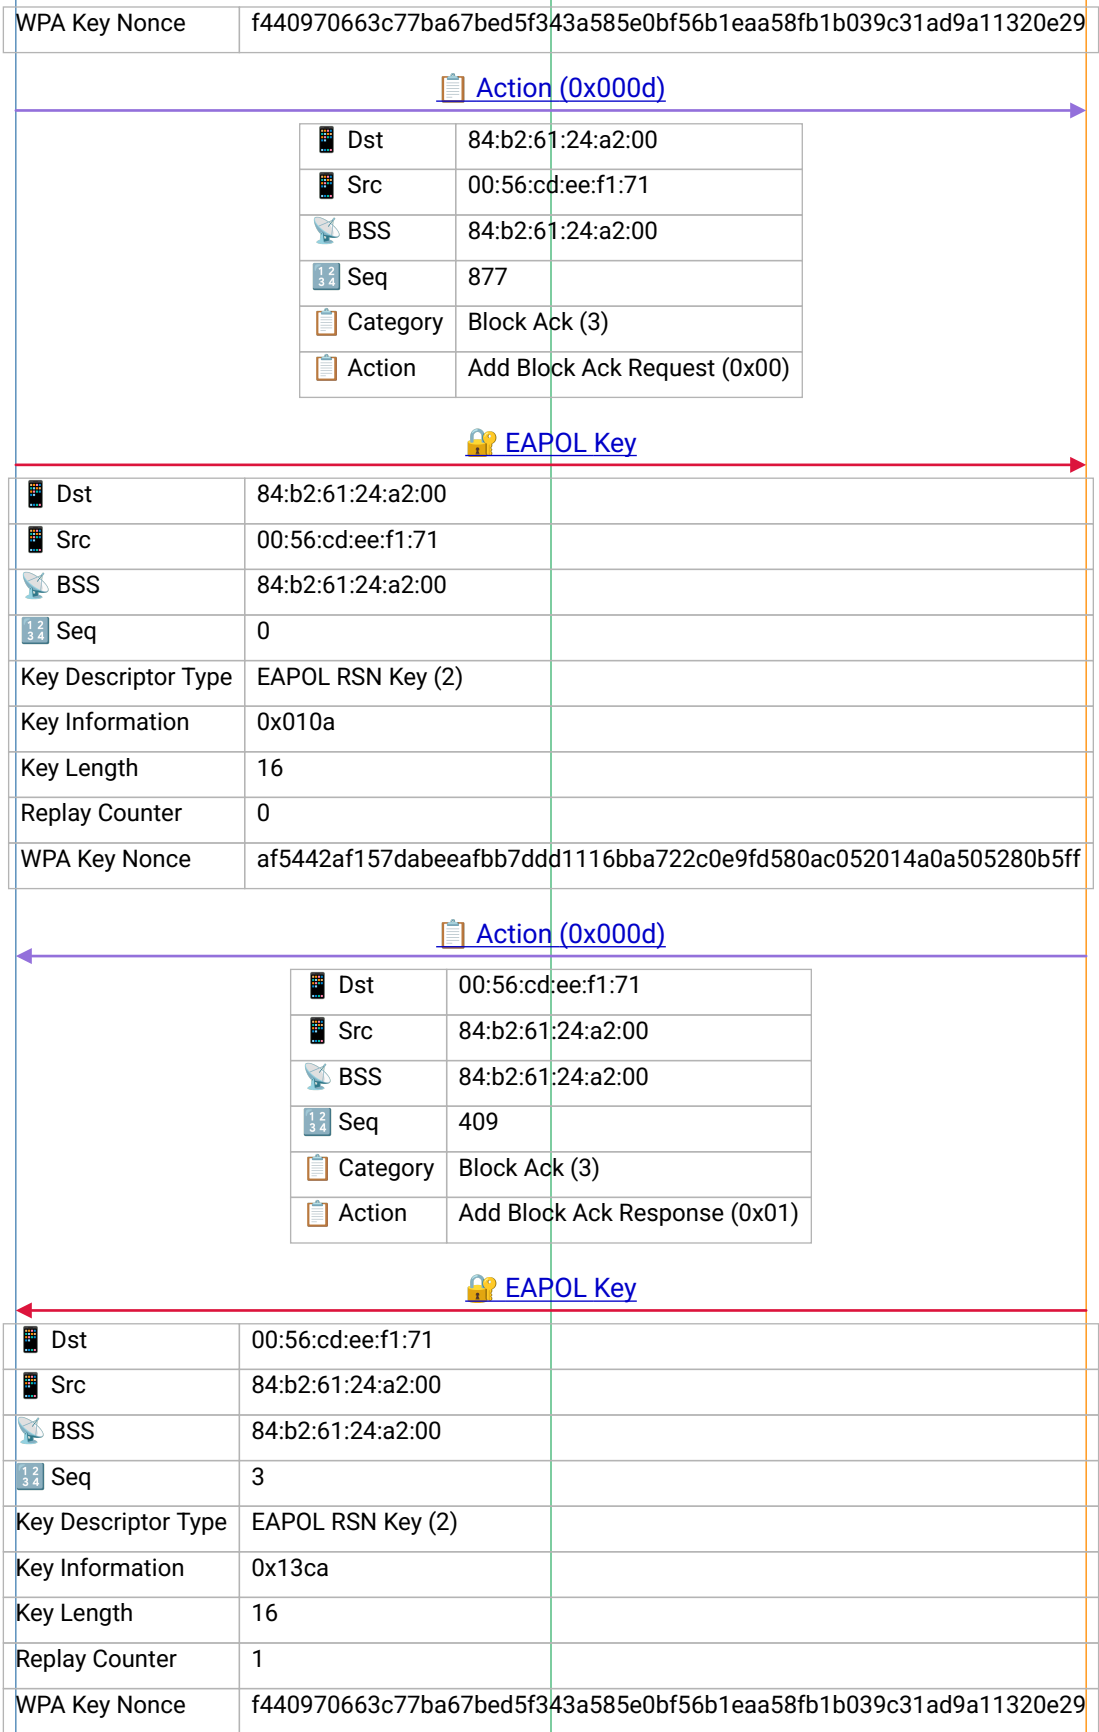 WPA Key Nonce f440970663c77ba67bed5f343a585e0bf56b1eaa58fb1b039c31ad9a11320e29
📋 Action (0x000d)
📱 Dst 84:b2:61:24:a2:00
📱 Src 00:56:cd:ee:f1:71
📡 BSS 84:b2:61:24:a2:00
🔢 Seq 877
📋 Category Block Ack (3)
📋 Action Add Block Ack Request (0x00)
🔐 EAPOL Key
📱 Dst 84:b2:61:24:a2:00
📱 Src 00:56:cd:ee:f1:71
📡 BSS 84:b2:61:24:a2:00
🔢 Seq 0
Key Descriptor Type EAPOL RSN Key (2)
Key Information 0x010a
Key Length 16
Replay Counter 0
WPA Key Nonce af5442af157dabeeafbb7ddd1116bba722c0e9fd580ac052014a0a505280b5ff
📋 Action (0x000d)
📱 Dst 00:56:cd:ee:f1:71
📱 Src 84:b2:61:24:a2:00
📡 BSS 84:b2:61:24:a2:00
🔢 Seq 409
📋 Category Block Ack (3)
📋 Action Add Block Ack Response (0x01)
🔐 EAPOL Key
📱 Dst 00:56:cd:ee:f1:71
📱 Src 84:b2:61:24:a2:00
📡 BSS 84:b2:61:24:a2:00
🔢 Seq 3
Key Descriptor Type EAPOL RSN Key (2)
Key Information 0x13ca
Key Length 16
Replay Counter 1
WPA Key Nonce f440970663c77ba67bed5f343a585e0bf56b1eaa58fb1b039c31ad9a11320e29